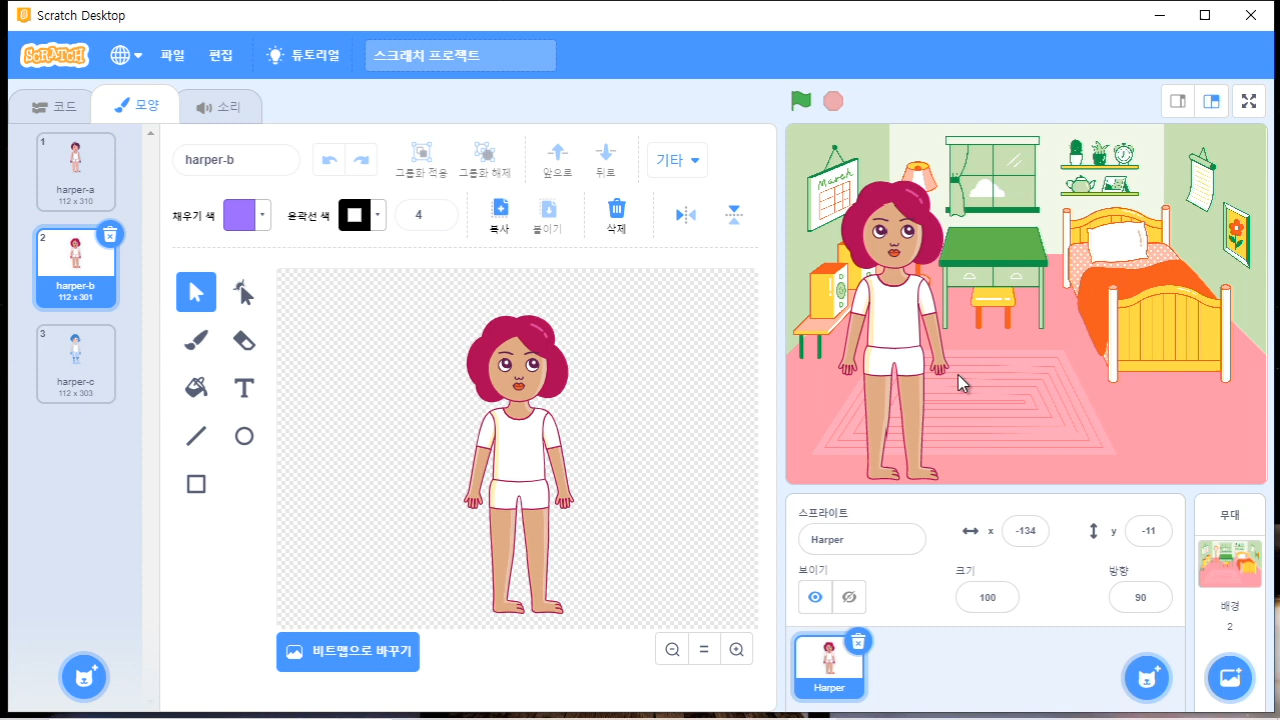 Scratch Desktop
SCRATCH
파일
편집
튜토리얼
스크래치 프로젝트
코드
모양
소리
1
harper-a
112 x 310
2
harper-b
112 x 301
3
harper-c
112 x 303
harper-b
그룹화 적용
그룹화 해제
앞으로
뒤로
기타
채우기 색
윤곽선 색
4
복사
붙이기
삭제
비트맵으로 바꾸기
March
스프라이트
Harper
x
-134
y
-11
보이기
크기
방향
100
90
Harper
무대
배경
2